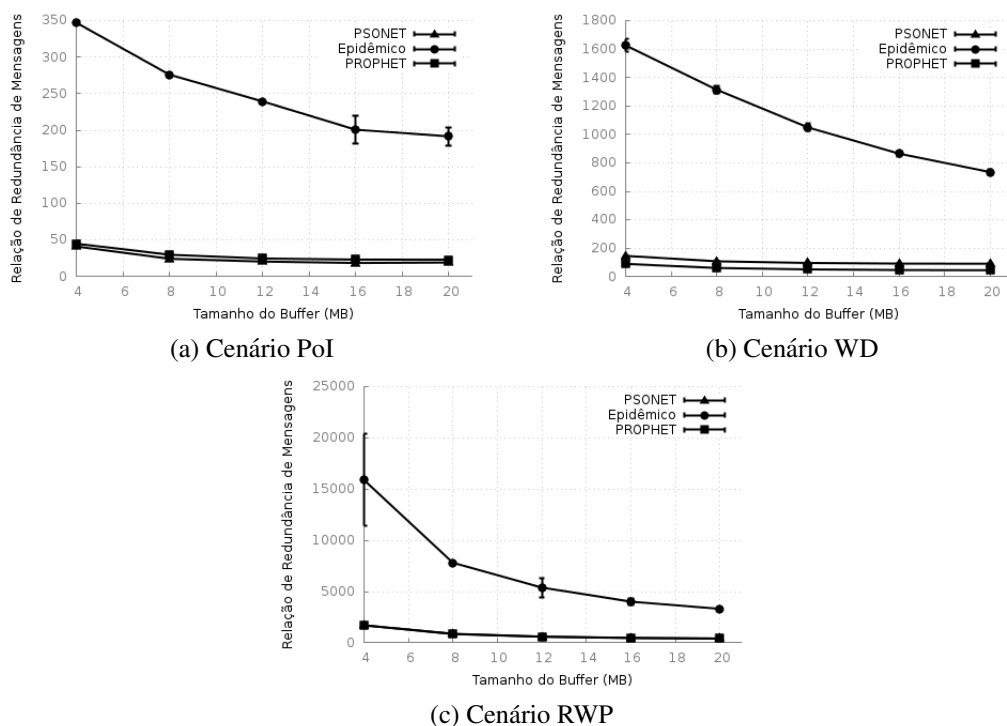 350
300
250
200
150
100
50
0
4 6 8 10 12 14 16 18 20
Relação de Redundância de Mensagens
Tamanho do Buffer (MB)
PSONET
Epidêmico
PROPHET
(a) Cenário PoI
1800
1600
1400
1200
1000
800
600
400
200
0
4 6 8 10 12 14 16 18 20
Relação de Redundância de Mensagens
Tamanho do Buffer (MB)
PSONET
Epidêmico
PROPHET
(b) Cenário WD
25000
20000
15000
10000
5000
0
4 6 8 10 12 14 16 18 20
Relação de Redundância de Mensagens
Tamanho do Buffer (MB)
PSONET
Epidêmico
PROPHET
(c) Cenário RWP